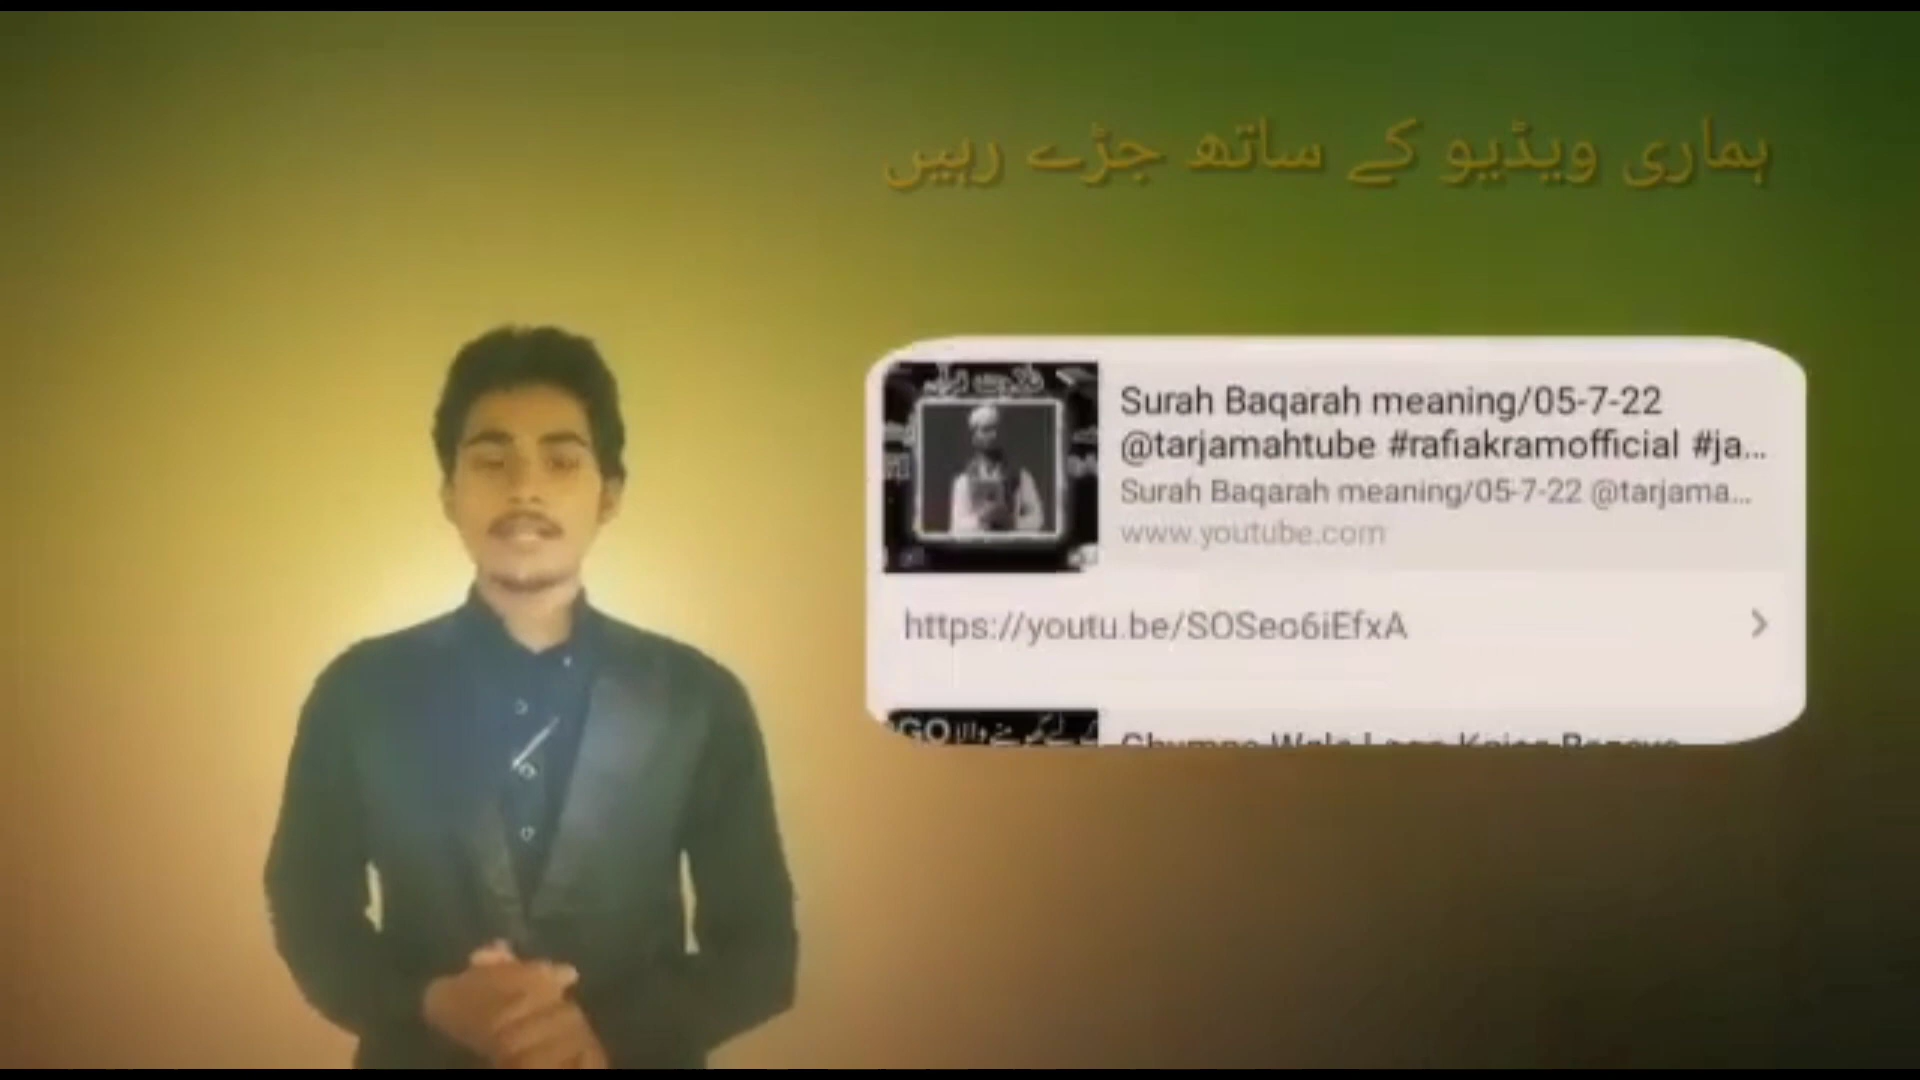 ہماری ویڈیو کے ساتھ جڑے رہیں
Surah Baqarah meaning/05-7-22
@tarjamahtube #rafiakramofficial #ja...
Surah Baqarah meaning/05-7-22 @tarjama...
www.youtube.com
https://youtu.be/SOSeo6iEfxA
GO